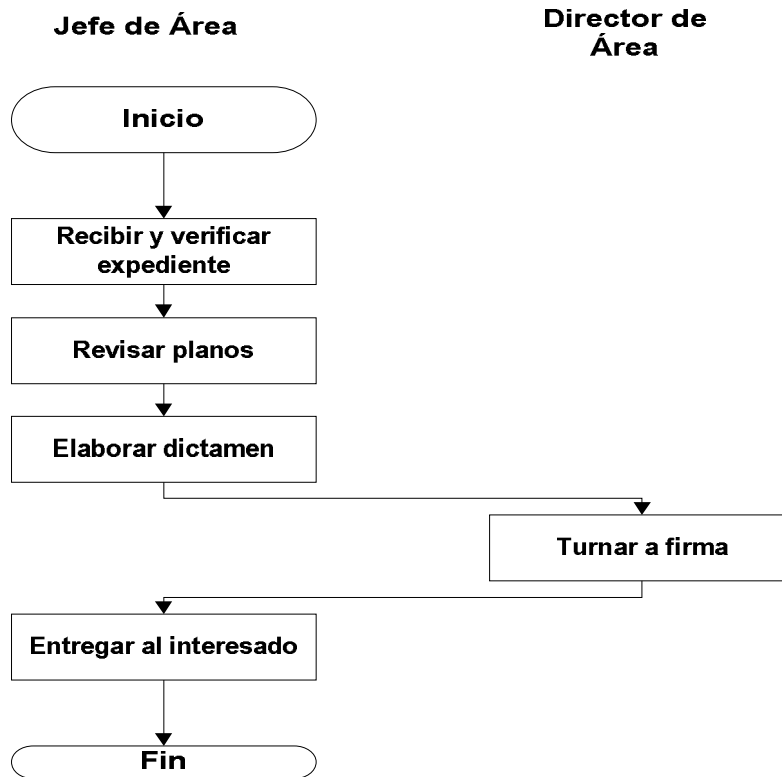 Jefe de Área
Director de
Área
Inicio
Recibir y verificar
expediente
Revisar planos
Elaborar dictamen
Turnar a firma
Entregar al interesado
Fin